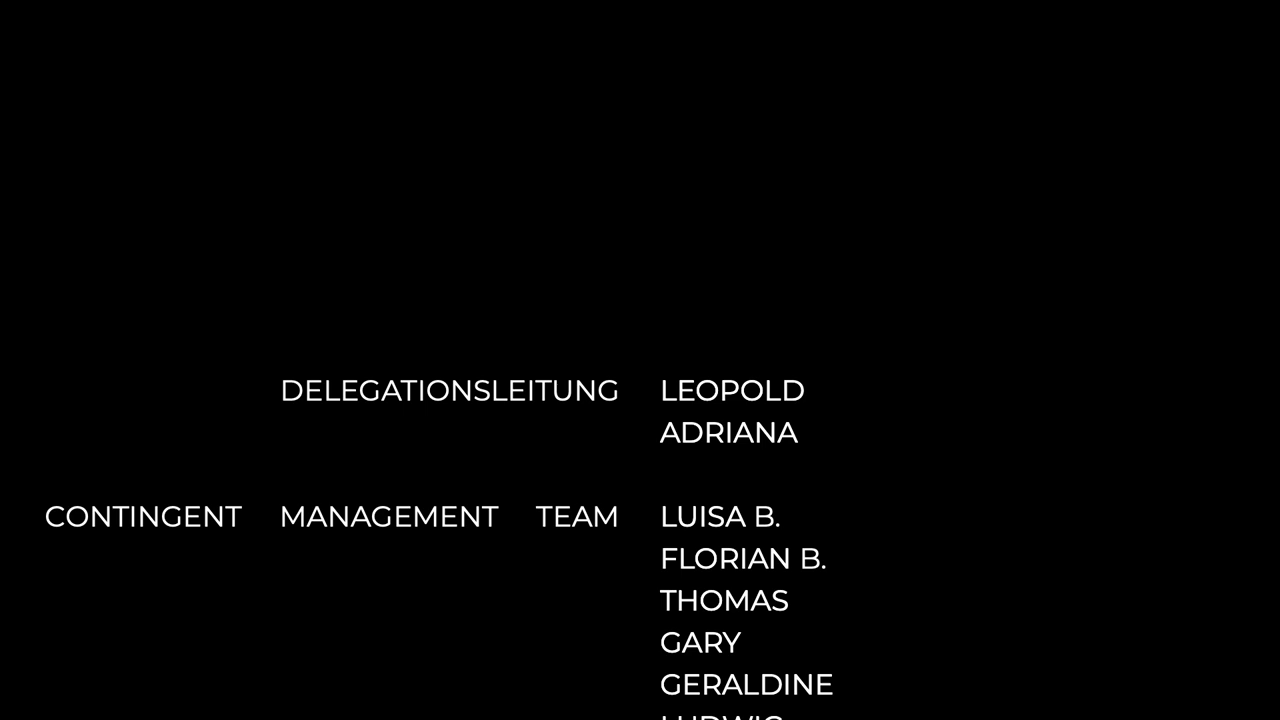 DELEGATIONSLEITUNG LEOPOLD
ADRIANA
CONTINGENT MANAGEMENT TEAM LUISA B.
FLORIAN B.
THOMAS
GARY
GERALDINE